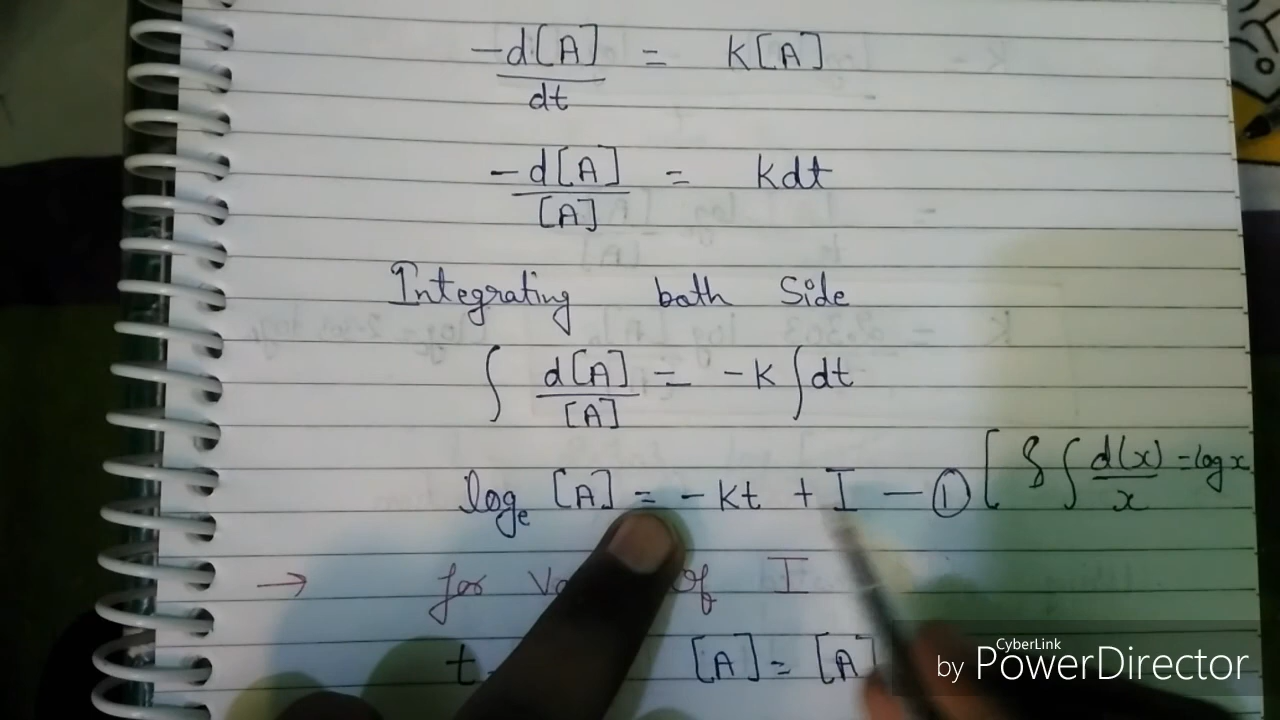 -d[A] = K[A]
dt
-d[A] = Kdt
[A]
Integrating both Side
∫ d[A] = -K ∫dt
[A]
logₑ [A] = -Kt + I - ① [ ∫ d(x) = log x
x
→ for of I
t [A] = [A]
CyberLink
by PowerDirector